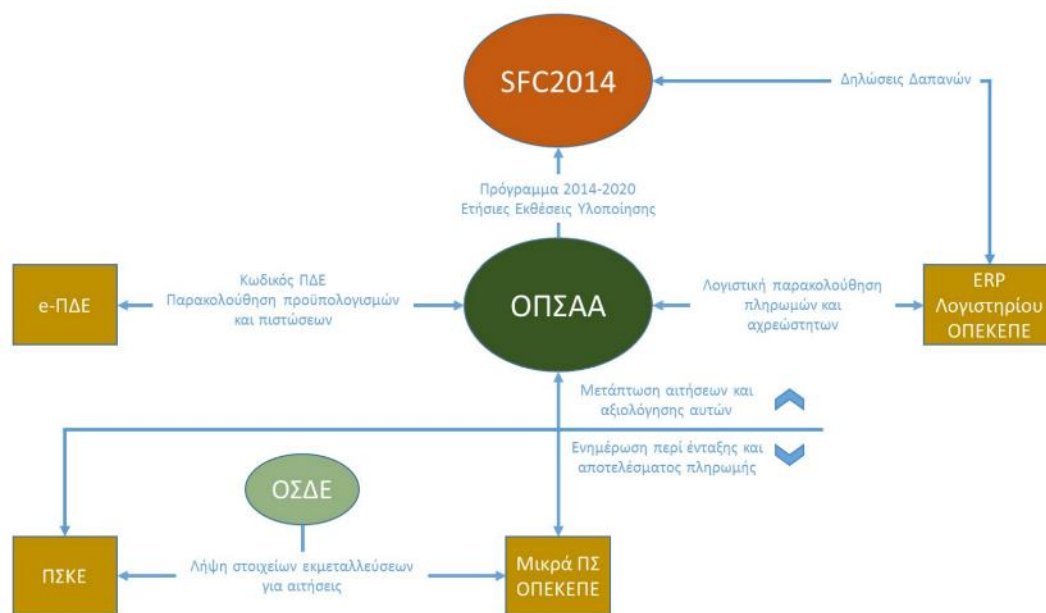 SFC2014
Δηλώσεις Δαπανών
Πρόγραμμα 2014-2020
Ετήσιες Εκθέσεις Υλοποίησης
e-ΠΔΕ
Κωδικός ΠΔΕ
Παρακολούθηση προϋπολογισμών
και πιστώσεων
ΟΠΣΑΑ
Λογιστική παρακολούθηση
πληρωμών και
αχρεώστητων
ERP
Λογιστηρίου
ΟΠΕΚΕΠΕ
Μετάπτωση αιτήσεων και
αξιολόγησης αυτών
Ενημέρωση περί ένταξης και
αποτελέσματος πληρωμής
ΟΣΔΕ
ΠΣΚΕ
Λήψη στοιχείων εκμεταλλεύσεων
για αιτήσεις
Μικρά ΠΣ
ΟΠΕΚΕΠΕ